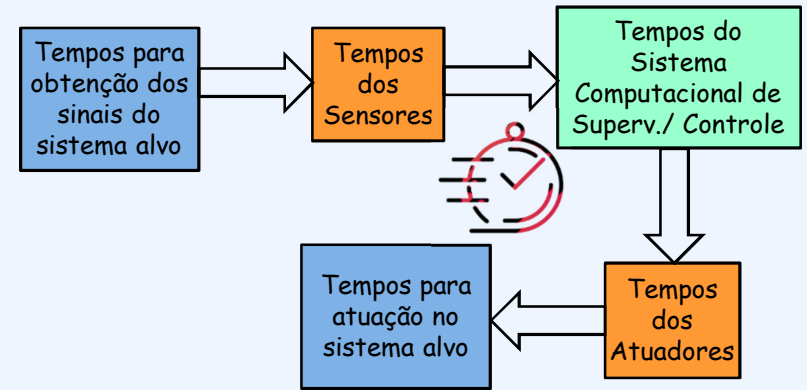 Tempos para
obtenção dos
sinais do
sistema alvo
Tempos
dos
Sensores
Tempos do
Sistema
Computacional de
Superv./ Controle
Tempos para
atuação no
sistema alvo
Tempos
dos
Atuadores